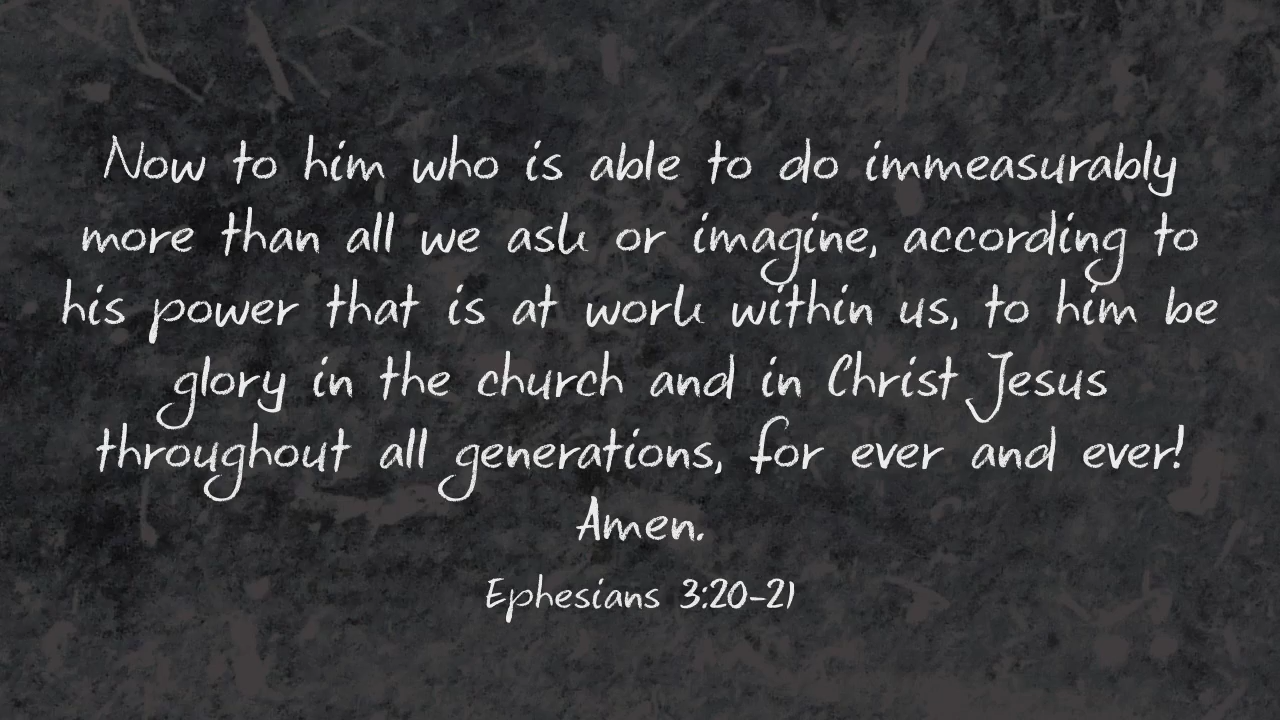 Now to him who is able to do immeasurably
more than all we ask or imagine, according to
his power that is at work within us, to him be
glory in the church and in Christ Jesus
throughout all generations, for ever and ever!
Amen.
Ephesians 3:20-21